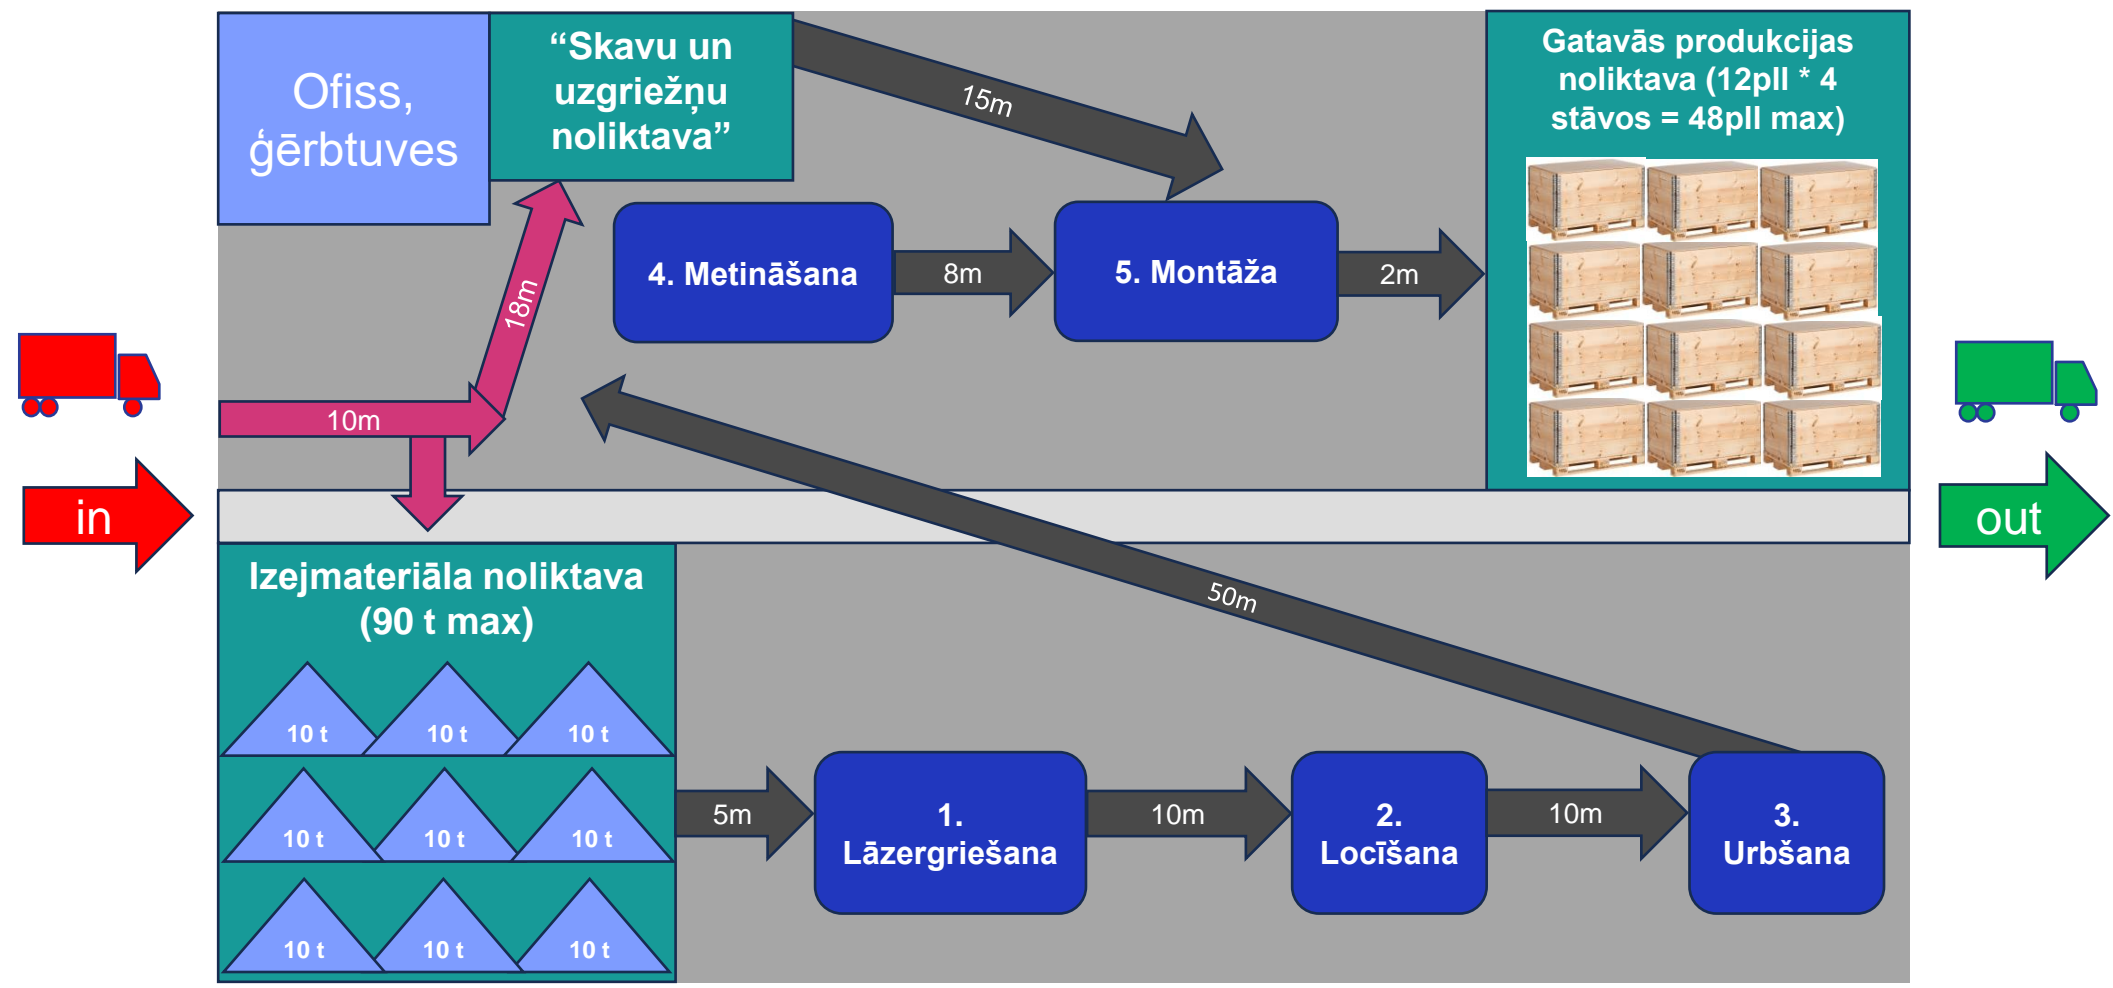 Ofiss,
ģērbtuves
“Skavu un
uzgriežņu
noliktava”
15m
Gatavās produkcijas
noliktava (12pll * 4
stāvos = 48pll max)
4. Metināšana
8m
5. Montāža
2m
18m
10m
in
out
Izejmateriāla noliktava
(90 t max)
50m
10 t
10 t
10 t
10 t
10 t
10 t
10 t
10 t
10 t
5m
1.
Lāzergriešana
10m
2.
Locīšana
10m
3.
Urbšana